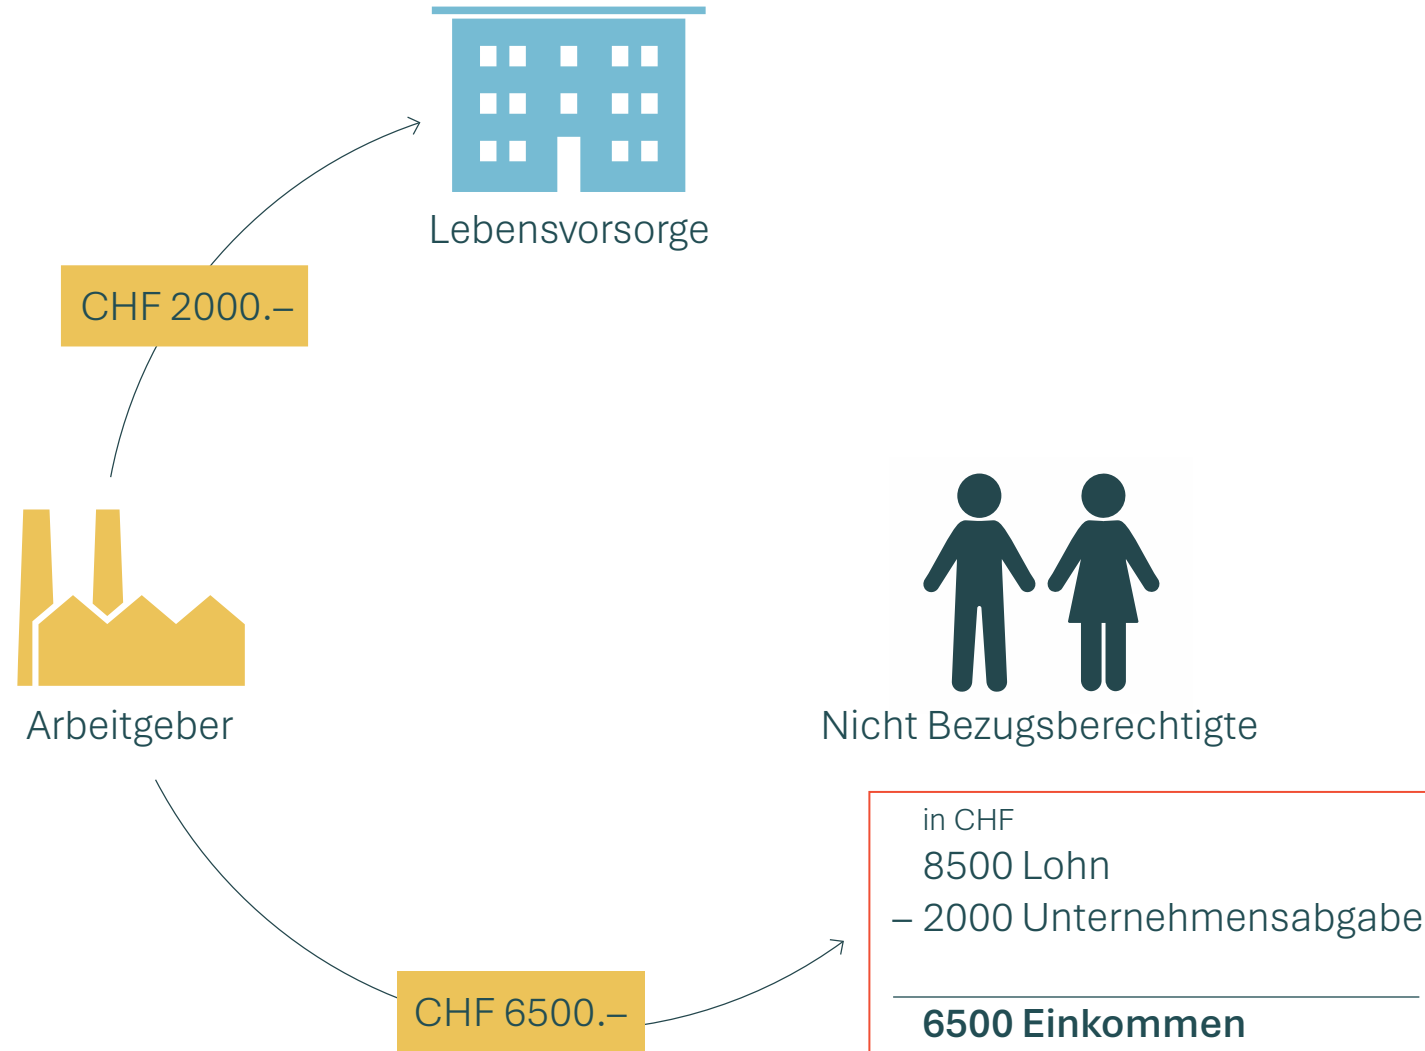 Lebensvorsorge
CHF 2000.–
Arbeitgeber
Nicht Bezugsberechtigte
in CHF
8500 Lohn
– 2000 Unternehmensabgabe
6500 Einkommen
CHF 6500.–